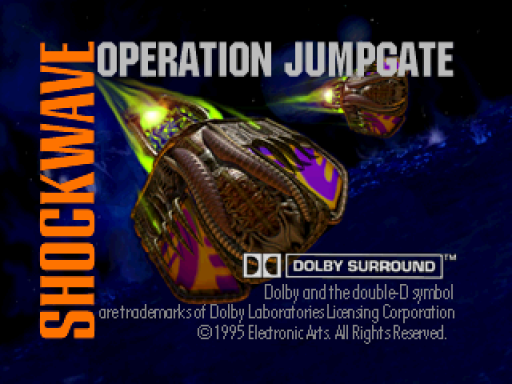 SHOCKWAVE
OPERATION JUMPGATE
DOLBY SURROUND™
Dolby and the double-D symbol
are trademarks of Dolby Laboratories Licensing Corporation
©1995 Electronic Arts. All Rights Reserved.